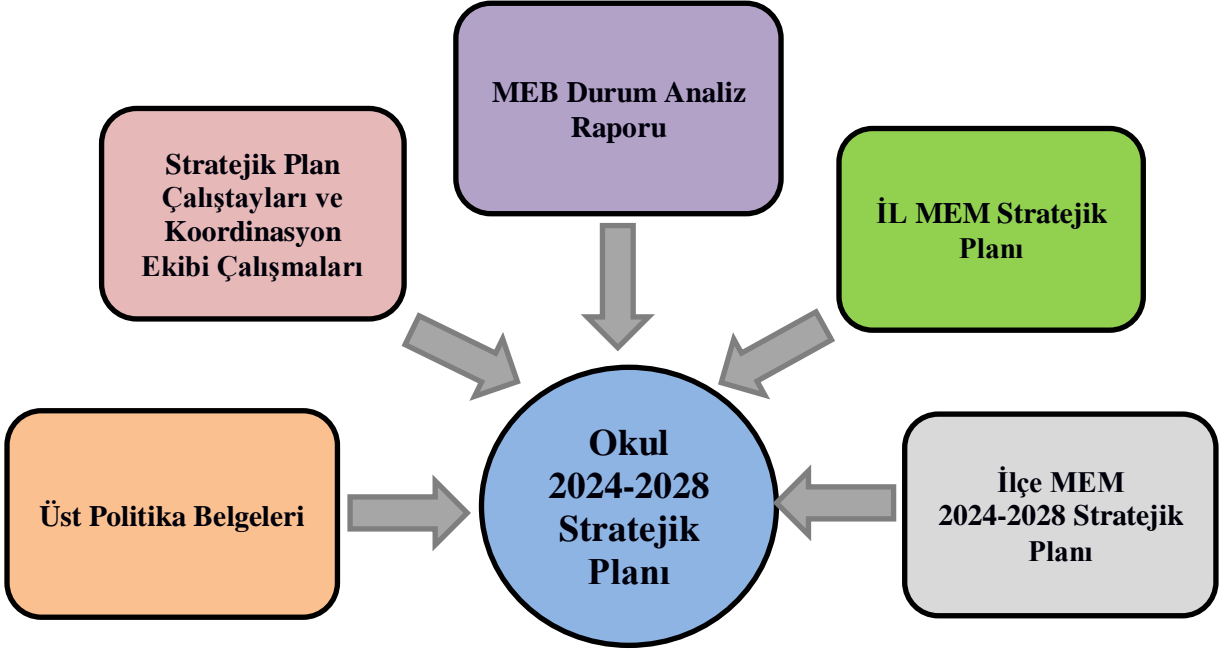 MEB Durum Analiz
Raporu
Stratejik Plan
Çalıştayları ve
Koordinasyon
Ekibi Çalışmaları
İL MEM Stratejik
Planı
Üst Politika Belgeleri
Okul
2024-2028
Stratejik
Planı
İlçe MEM
2024-2028 Stratejik
Planı